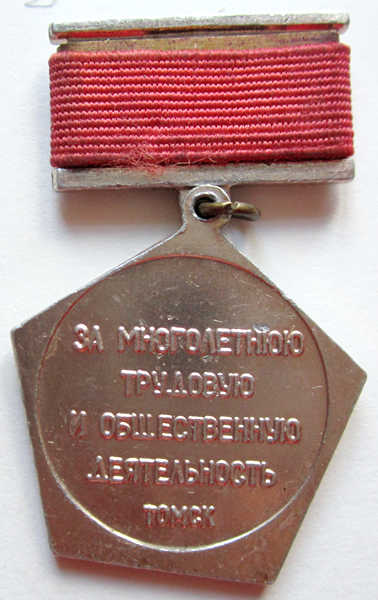 ЗА МНОГОЛЕТНЮЮ
ТРУДОВУЮ
И ОБЩЕСТВЕННУЮ
ДЕЯТЕЛЬНОСТЬ
ТОМСК